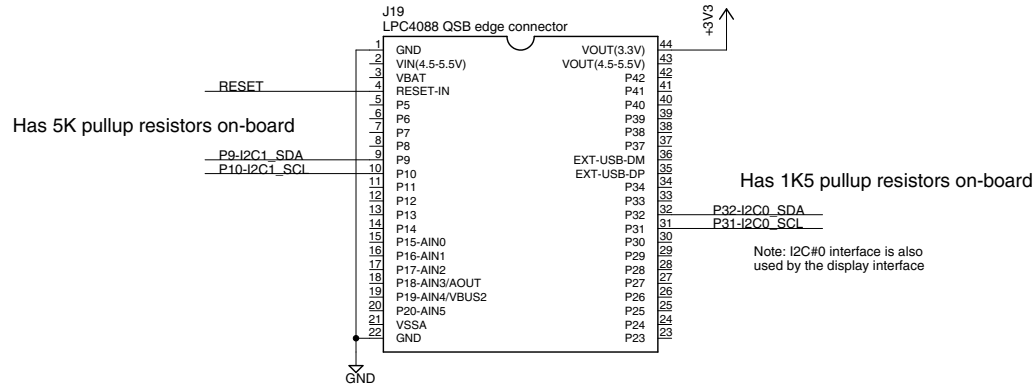 J19
LPC4088 QSB edge connector
+3V3
1 GND VOUT(3.3V) 44
2 VIN(4.5-5.5V) VOUT(4.5-5.5V) 43
3 VBAT P42 42
RESET 4 RESET-IN P41 41
5 P5 P40 40
6 P6 P39 39
Has 5K pullup resistors on-board
7 P7 P38 38
8 P8 P37 37
P9-I2C1_SDA 9 P9 EXT-USB-DM 36
P10-I2C1_SCL 10 P10 EXT-USB-DP 35
11 P11 P34 34
Has 1K5 pullup resistors on-board
12 P12 P33 33
13 P13 P32 32 P32-I2C0_SDA
14 P14 P31 31 P31-I2C0_SCL
15 P15-AIN0 P30 30
16 P16-AIN1 P29 29
Note: I2C#0 interface is also
used by the display interface
17 P17-AIN2 P28 28
18 P18-AIN3/AOUT P27 27
19 P19-AIN4/VBUS2 P26 26
20 P20-AIN5 P25 25
21 VSSA P24 24
22 GND P23 23
GND